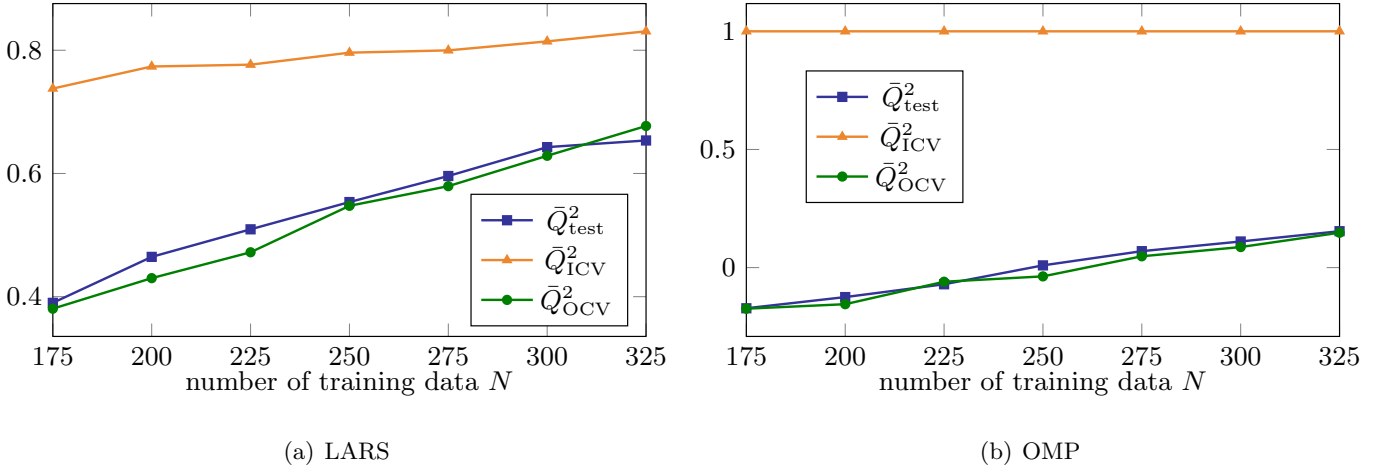 0.8
0.6
0.4
Q̄²test
Q̄²ICV
Q̄²OCV
175 200 225 250 275 300 325
number of training data N
(a) LARS
1
0.5
0
Q̄²test
Q̄²ICV
Q̄²OCV
175 200 225 250 275 300 325
number of training data N
(b) OMP